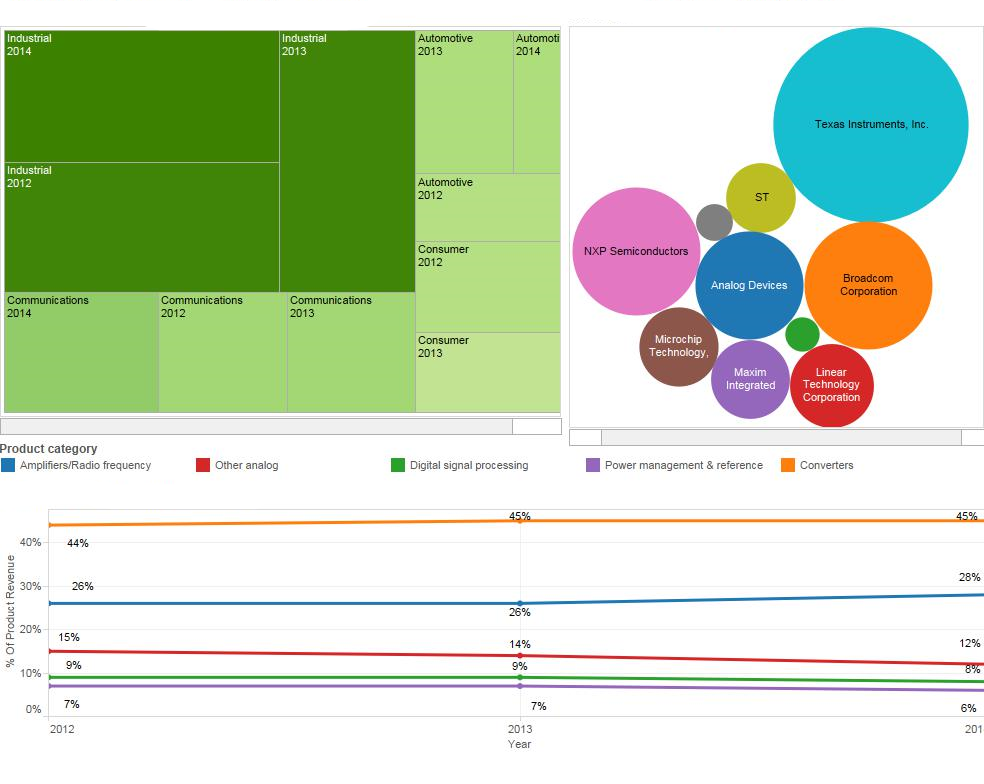 Industrial
2014
Industrial
2013
Automotive
2013
Automoti
2014
Industrial
2012
Automotive
2012
Consumer
2012
Communications
2014
Communications
2012
Communications
2013
Consumer
2013
Texas Instruments, Inc.
ST
NXP Semiconductors
Analog Devices
Broadcom
Corporation
Microchip
Technology,
Maxim
Integrated
Linear
Technology
Corporation
Product category
Amplifiers/Radio frequency
Other analog
Digital signal processing
Power management & reference
Converters
% Of Product Revenue
40%
30%
20%
10%
0%
44%
45%
45%
26%
26%
28%
15%
14%
12%
9%
9%
8%
7%
7%
6%
2012
2013
201
Year